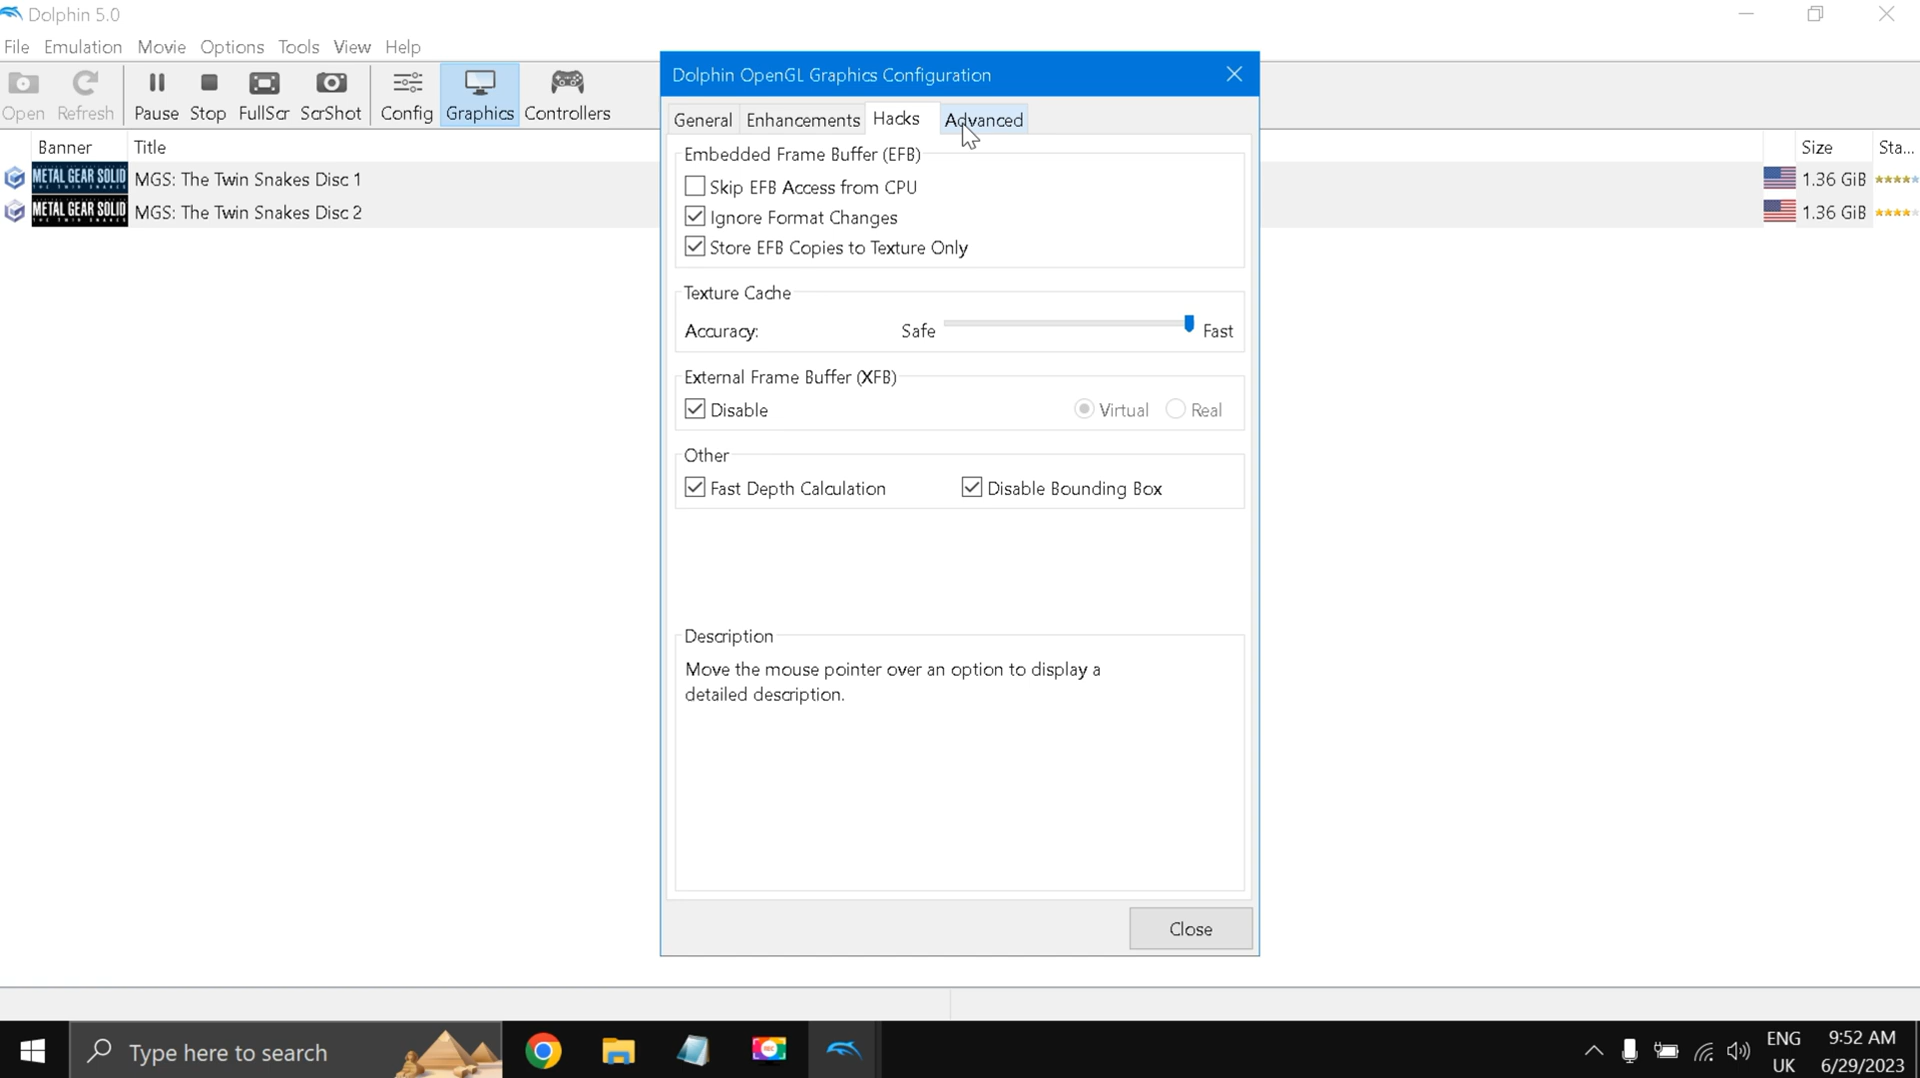 Dolphin 5.0
File Emulation Movie Options Tools View Help
Open Refresh Pause Stop FullScr ScrShot Config Graphics Controllers
Banner Title Size Sta...
METAL GEAR SOLID THE TWIN SNAKES MGS: The Twin Snakes Disc 1 1.36 GiB
METAL GEAR SOLID THE TWIN SNAKES MGS: The Twin Snakes Disc 2 1.36 GiB
Dolphin OpenGL Graphics Configuration
General Enhancements Hacks Advanced
Embedded Frame Buffer (EFB)
Skip EFB Access from CPU
Ignore Format Changes
Store EFB Copies to Texture Only
Texture Cache
Accuracy: Safe Fast
External Frame Buffer (XFB)
Disable Virtual Real
Other
Fast Depth Calculation Disable Bounding Box
Description
Move the mouse pointer over an option to display a
detailed description.
Close
Type here to search
ENG 9:52 AM
UK 6/29/2023